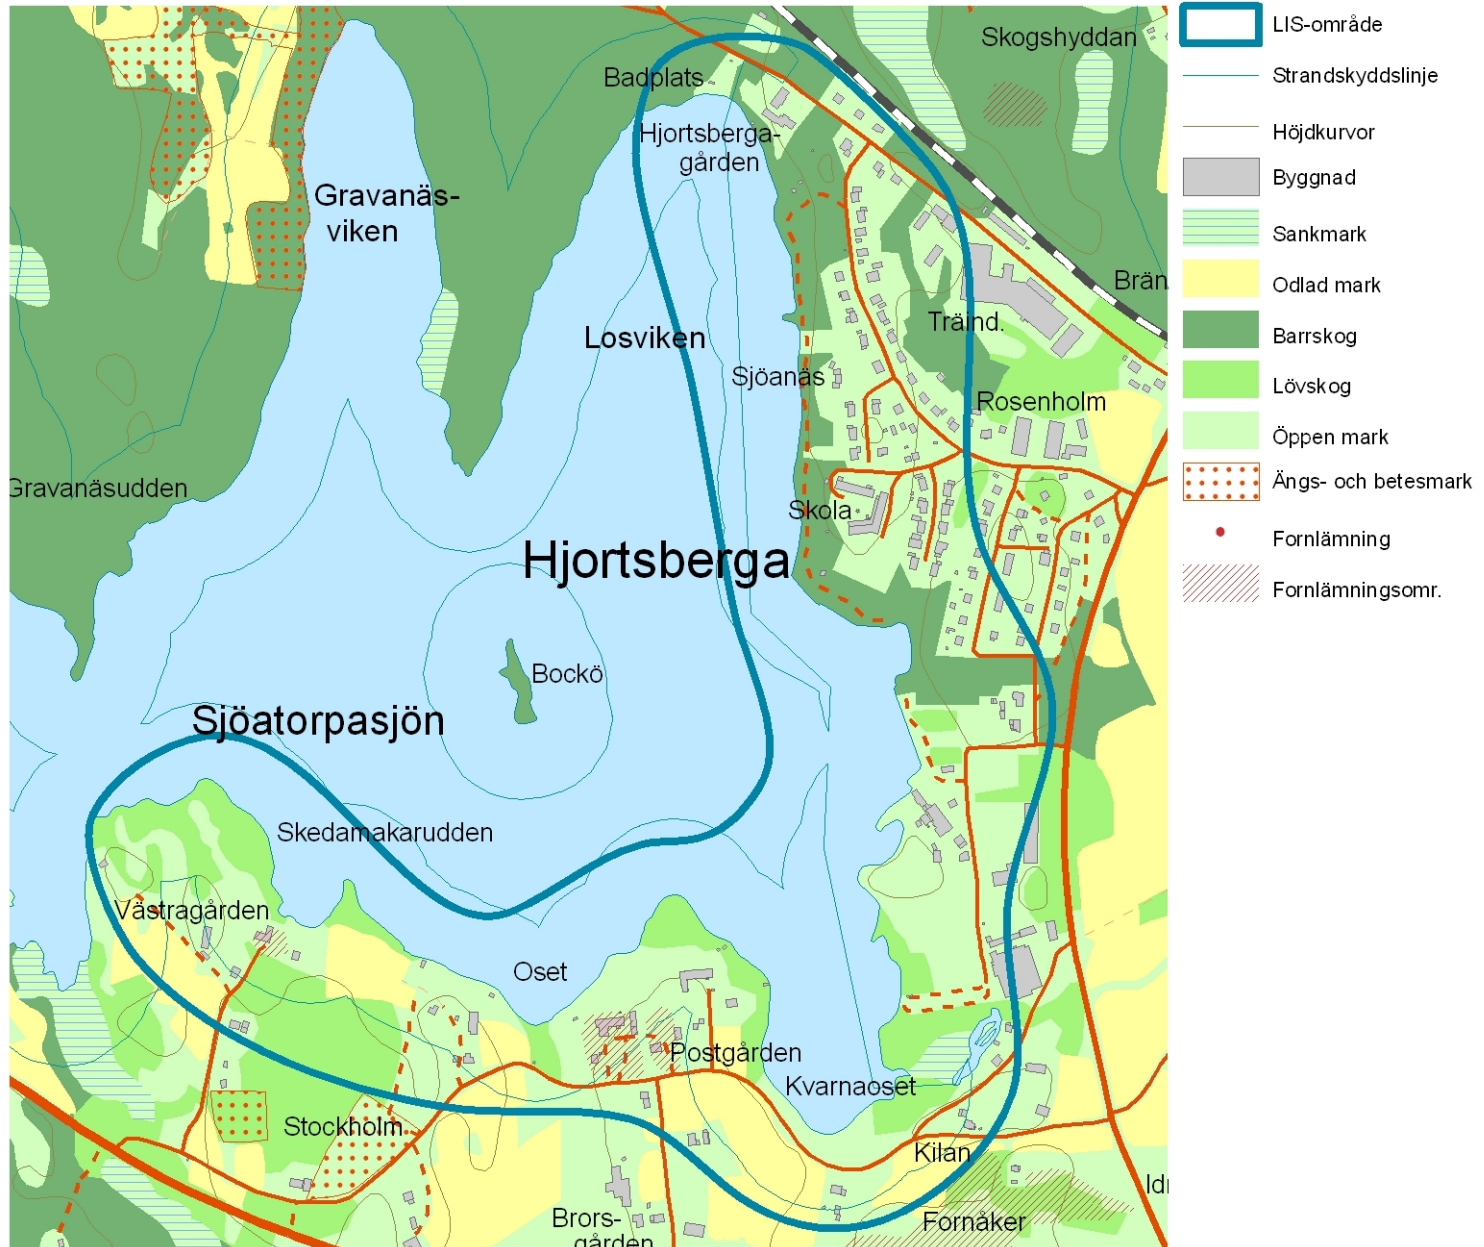 Skogshyddan
Badplats
Hjortsberga-
gården
Gravanäs-
viken
Brän
Losviken
Träind.
Sjöanäs
Rosenholm
Gravanäsudden
Skola
Hjortsberga
Bockö
Sjöatorpasjön
Skedamakarudden
Västragården
Oset
Postgården
Kvarnaoset
Stockholm
Kilan
Id
Brors-
gården
Fornåker
LIS-område
Strandskyddslinje
Höjdkurvor
Byggnad
Sankmark
Odlad mark
Barrskog
Lövskog
Öppen mark
Ängs- och betesmark
Fornlämning
Fornlämningsomr.